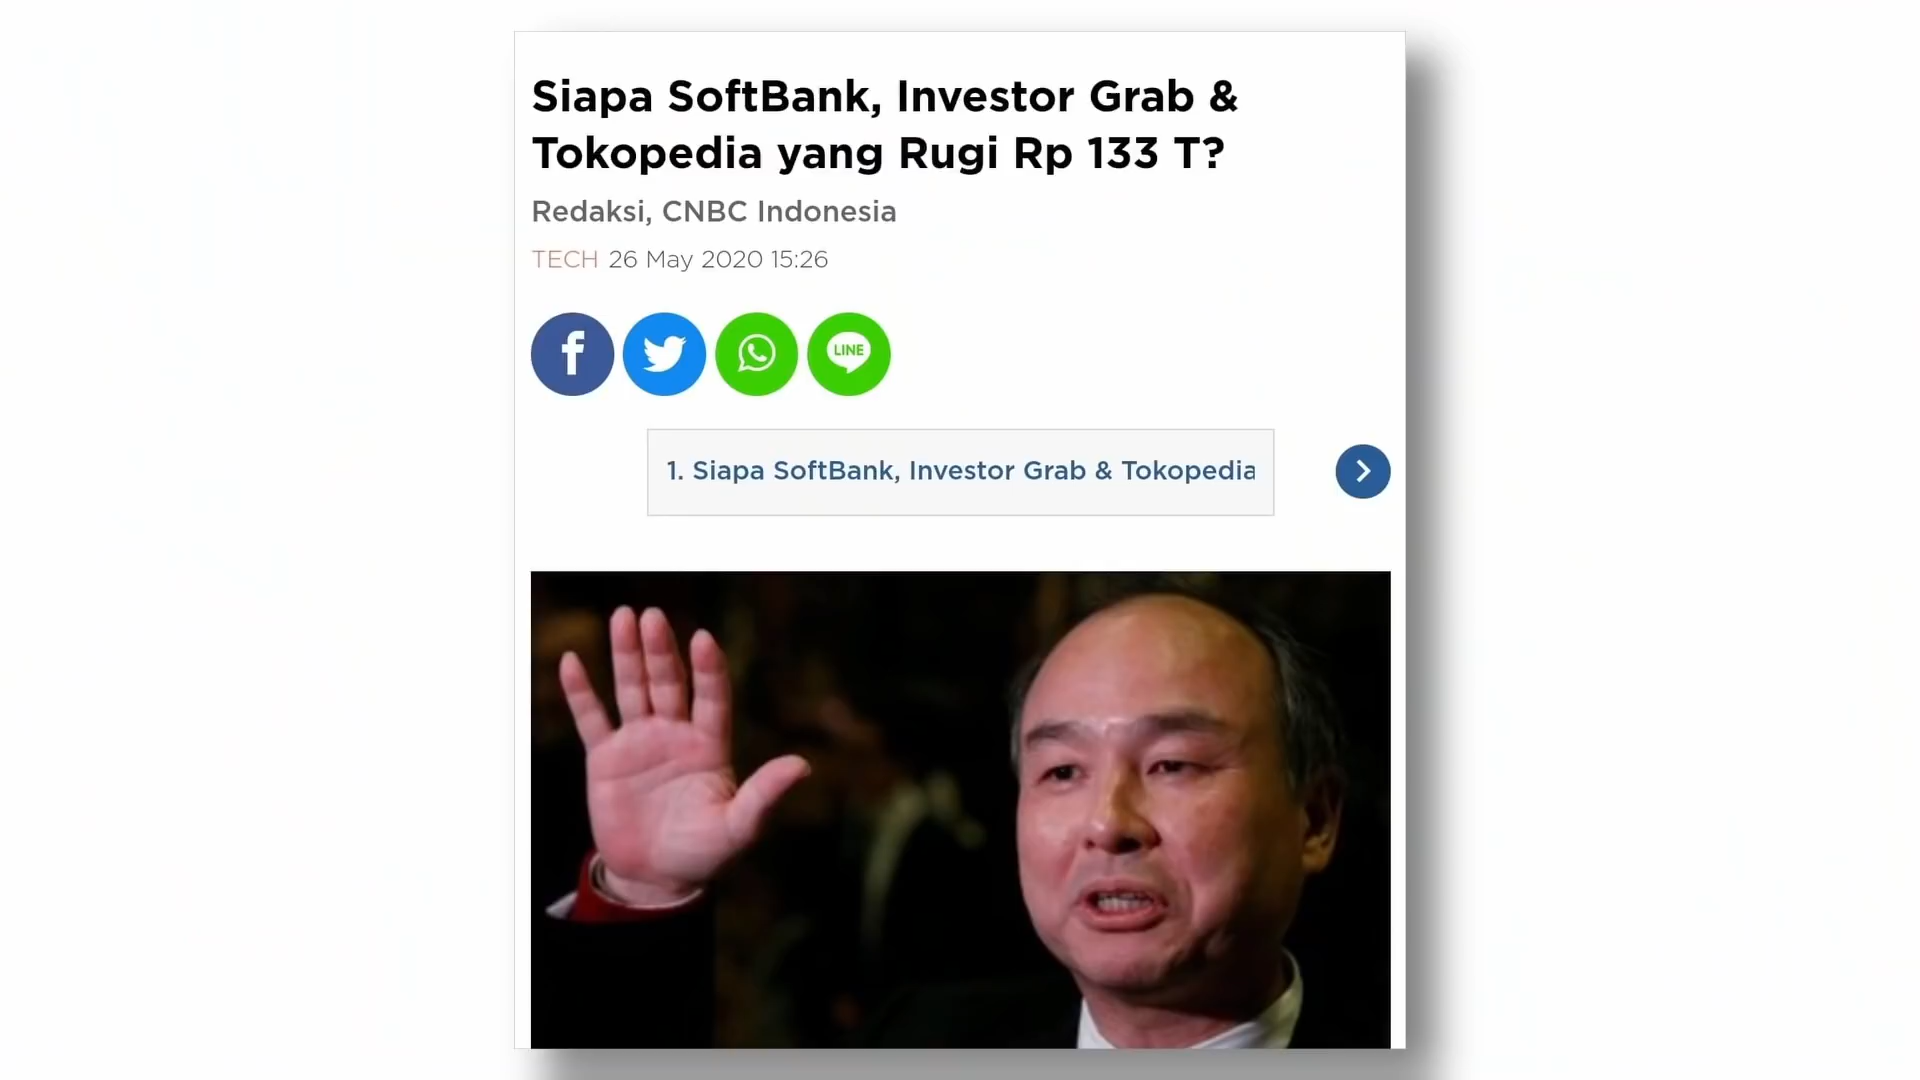 Siapa SoftBank, Investor Grab &
Tokopedia yang Rugi Rp 133 T?
Redaksi, CNBC Indonesia
TECH 26 May 2020 15:26
f
LINE
1. Siapa SoftBank, Investor Grab & Tokopedia